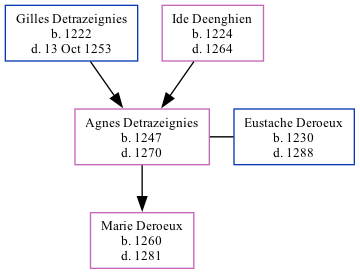 Gilles Detrazeignies
b. 1222
d. 13 Oct 1253
Ide Deenghien
b. 1224
d. 1264
Agnes Detrazeignies
b. 1247
d. 1270
Eustache Deroeux
b. 1230
d. 1288
Marie Deroeux
b. 1260
d. 1281